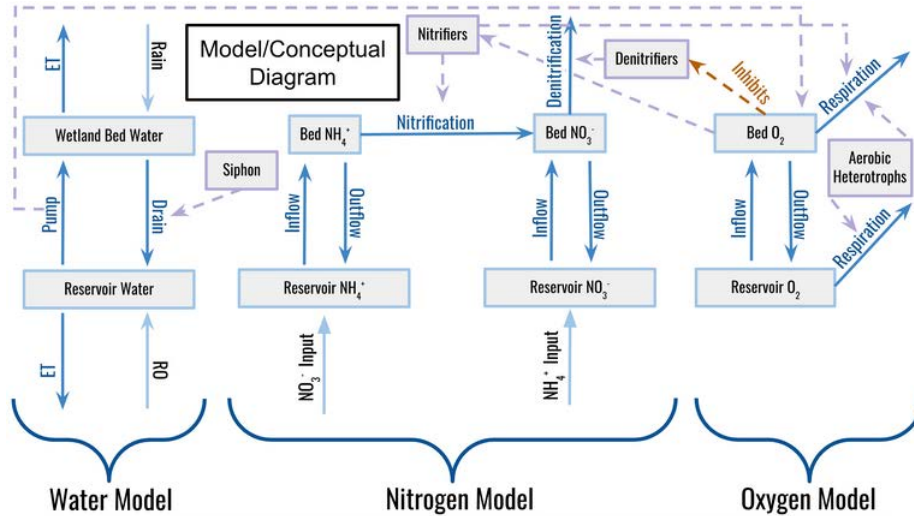 Model/Conceptual
Diagram
ET
Rain
Wetland Bed Water
Pump
Drain
Siphon
Reservoir Water
ET
RO
Water Model
Nitrifiers
Bed NH₄⁺
Nitrification
Denitrification
Denitrifiers
Bed NO₃⁻
Inflow
Outflow
Inflow
Outflow
Reservoir NH₄⁺
Reservoir NO₃⁻
NO₃⁻ Input
NH₄⁺ Input
Nitrogen Model
Inhibits
Respiration
Bed O₂
Aerobic
Heterotrophs
Inflow
Outflow
Respiration
Reservoir O₂
Oxygen Model